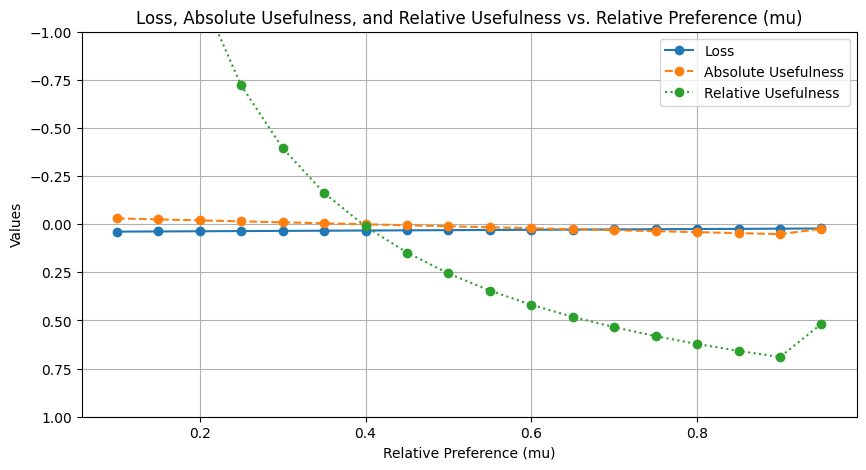 Loss, Absolute Usefulness, and Relative Usefulness vs. Relative Preference (mu)
−1.00
−0.75
−0.50
−0.25
0.00
0.25
0.50
0.75
1.00
Values
Loss
Absolute Usefulness
Relative Usefulness
0.2 0.4 0.6 0.8
Relative Preference (mu)